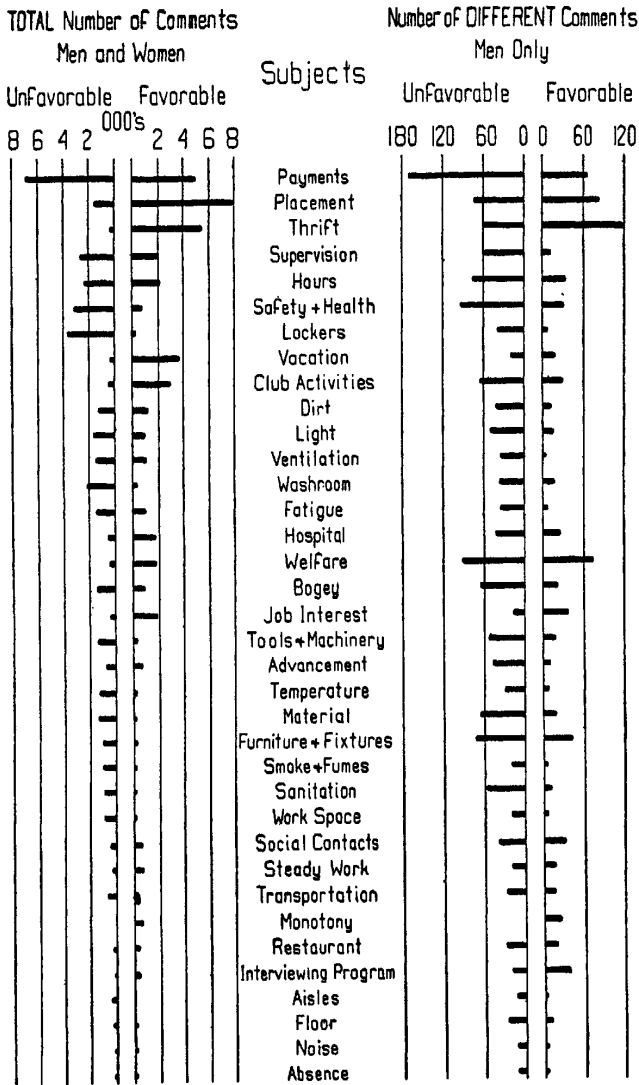 TOTAL Number of Comments
Men and Women
UnFavorable Favorable
000's
8 6 4 2 2 4 6 8
Subjects
Number of DIFFERENT Comments
Men Only
UnFavorable Favorable
180 120 60 0 0 60 120
Payments
Placement
Thrift
Supervision
Hours
Safety + Health
Lockers
Vacation
Club Activities
Dirt
Light
Ventilation
Washroom
Fatigue
Hospital
Welfare
Bogey
Job Interest
Tools + Machinery
Advancement
Temperature
Material
Furniture + Fixtures
Smoke + Fumes
Sanitation
Work Space
Social Contacts
Steady Work
Transportation
Monotony
Restaurant
Interviewing Program
Aisles
Floor
Noise
Absence